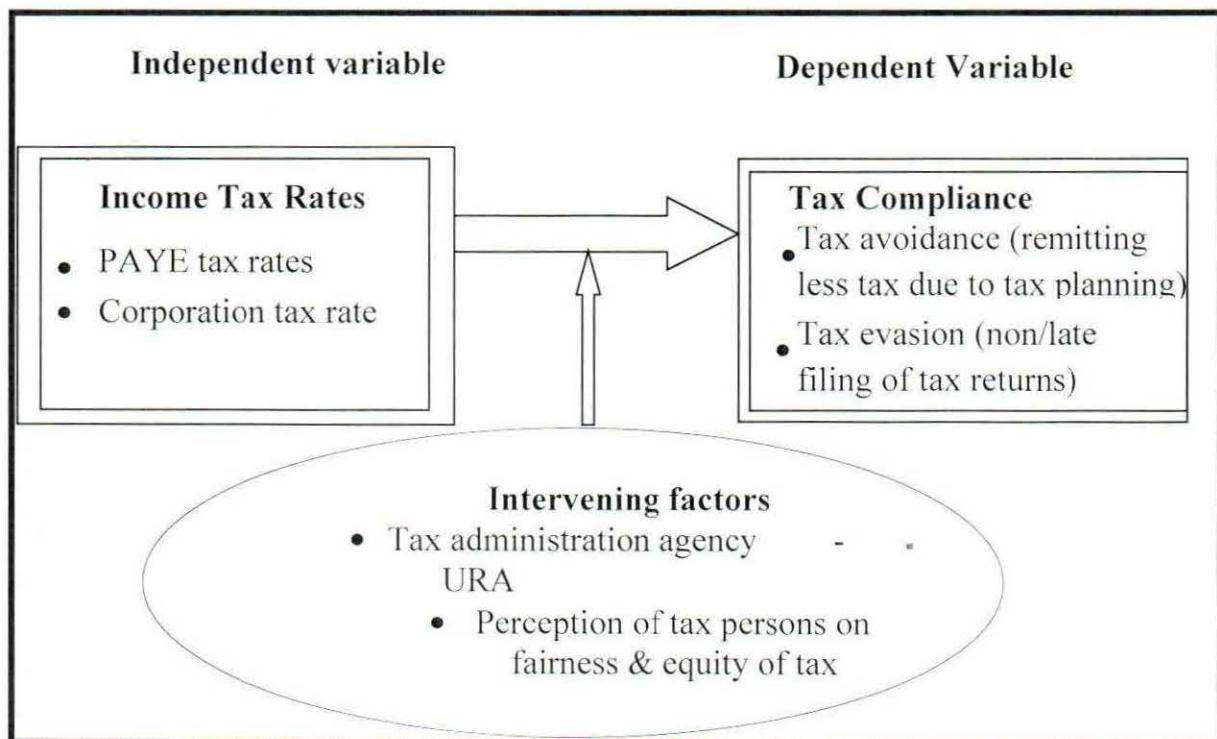 Independent variable
Dependent Variable
Income Tax Rates
• PAYE tax rates
• Corporation tax rate
Tax Compliance
• Tax avoidance (remitting
less tax due to tax planning)
• Tax evasion (non/late
filing of tax returns)
Intervening factors
• Tax administration agency -
URA
• Perception of tax persons on
fairness & equity of tax